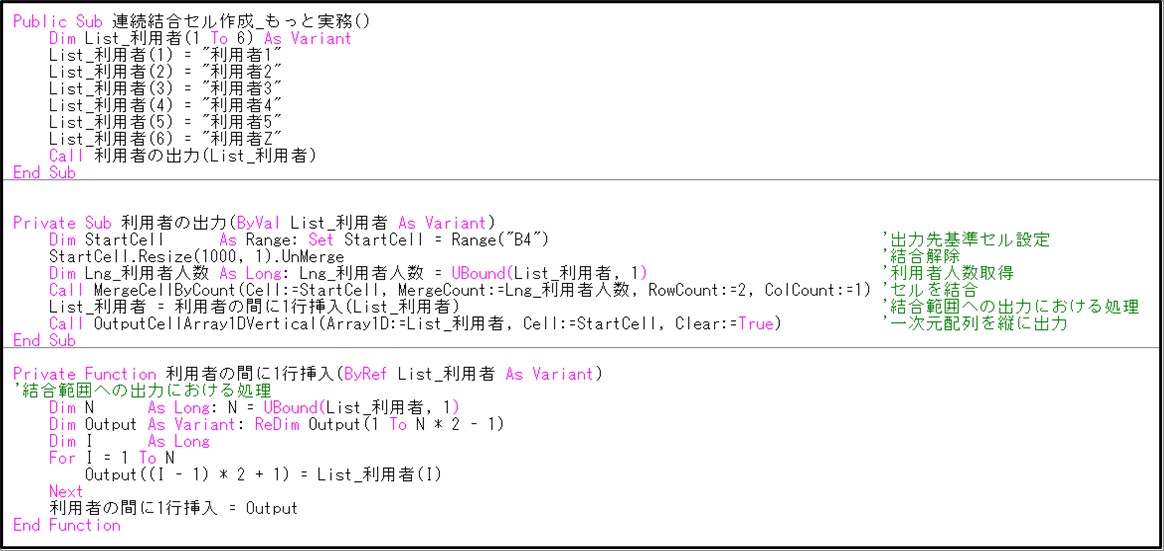 Public Sub 連続結合セル作成_もっと実務()
    Dim List_利用者(1 To 6) As Variant
    List_利用者(1) = "利用者1"
    List_利用者(2) = "利用者2"
    List_利用者(3) = "利用者3"
    List_利用者(4) = "利用者4"
    List_利用者(5) = "利用者5"
    List_利用者(6) = "利用者Z"
    Call 利用者の出力(List_利用者)
End Sub
Private Sub 利用者の出力(ByVal List_利用者 As Variant)
    Dim StartCell      As Range: Set StartCell = Range("B4")                                     '出力先基準セル設定
    StartCell.Resize(1000, 1).UnMerge                                                            '結合解除
    Dim Lng_利用者人数 As Long: Lng_利用者人数 = UBound(List_利用者, 1)                          '利用者人数取得
    Call MergeCellByCount(Cell:=StartCell, MergeCount:=Lng_利用者人数, RowCount:=2, ColCount:=1) 'セルを結合
    List_利用者 = 利用者の間に1行挿入(List_利用者)                                               '結合範囲への出力における処理
    Call OutputCellArray1DVertical(Array1D:=List_利用者, Cell:=StartCell, Clear:=True)           '一次元配列を縦に出力
End Sub
Private Function 利用者の間に1行挿入(ByRef List_利用者 As Variant)
'結合範囲への出力における処理
    Dim N      As Long: N = UBound(List_利用者, 1)
    Dim Output As Variant: ReDim Output(1 To N * 2 - 1)
    Dim I      As Long
    For I = 1 To N
        Output((I - 1) * 2 + 1) = List_利用者(I)
    Next
    利用者の間に1行挿入 = Output
End Function